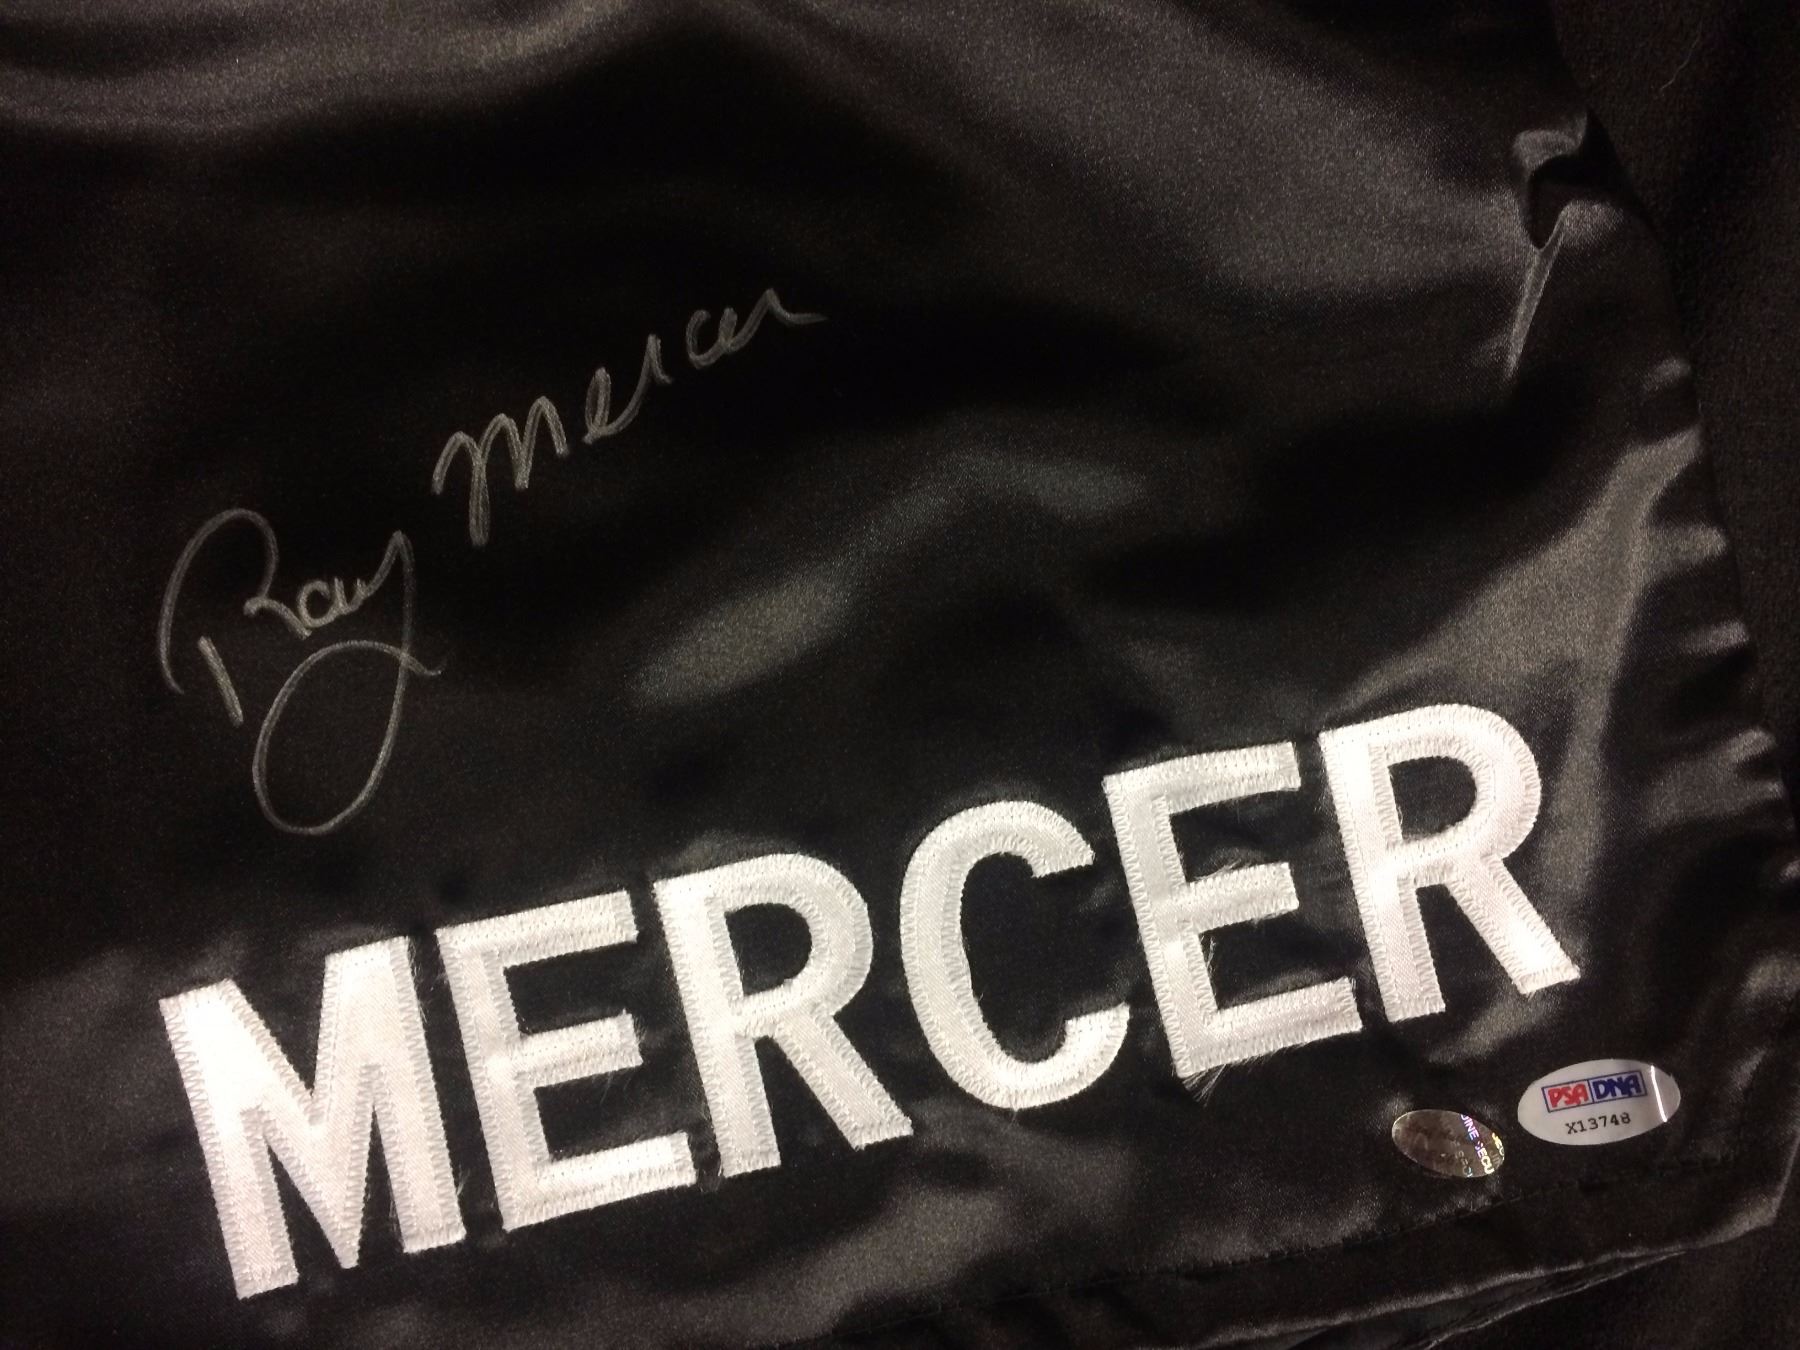 Ray Mercer
MERCER
PSA DNA
X13748